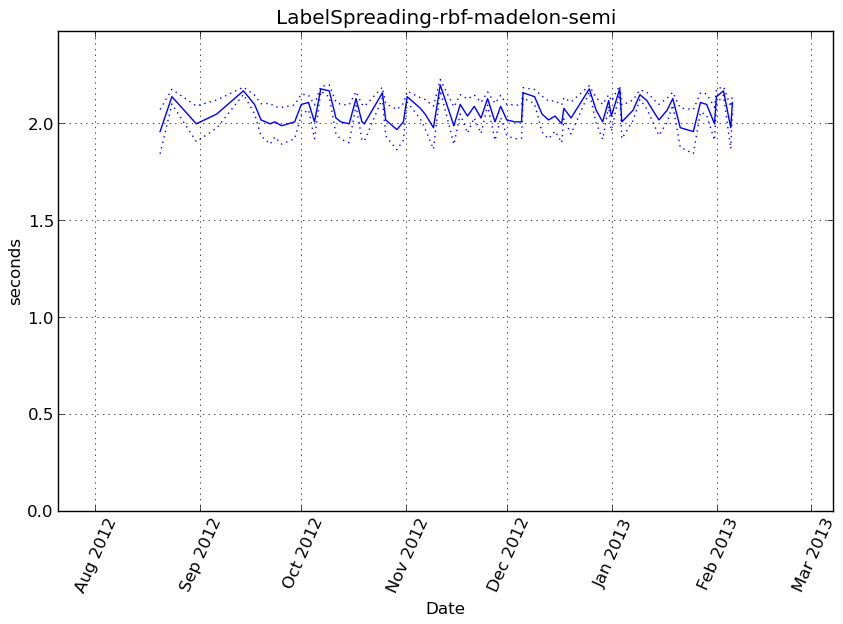 LabelSpreading-rbf-madelon-semi
2.0
1.5
1.0
0.5
0.0
seconds
Aug 2012
Sep 2012
Oct 2012
Nov 2012
Dec 2012
Jan 2013
Feb 2013
Mar 2013
Date